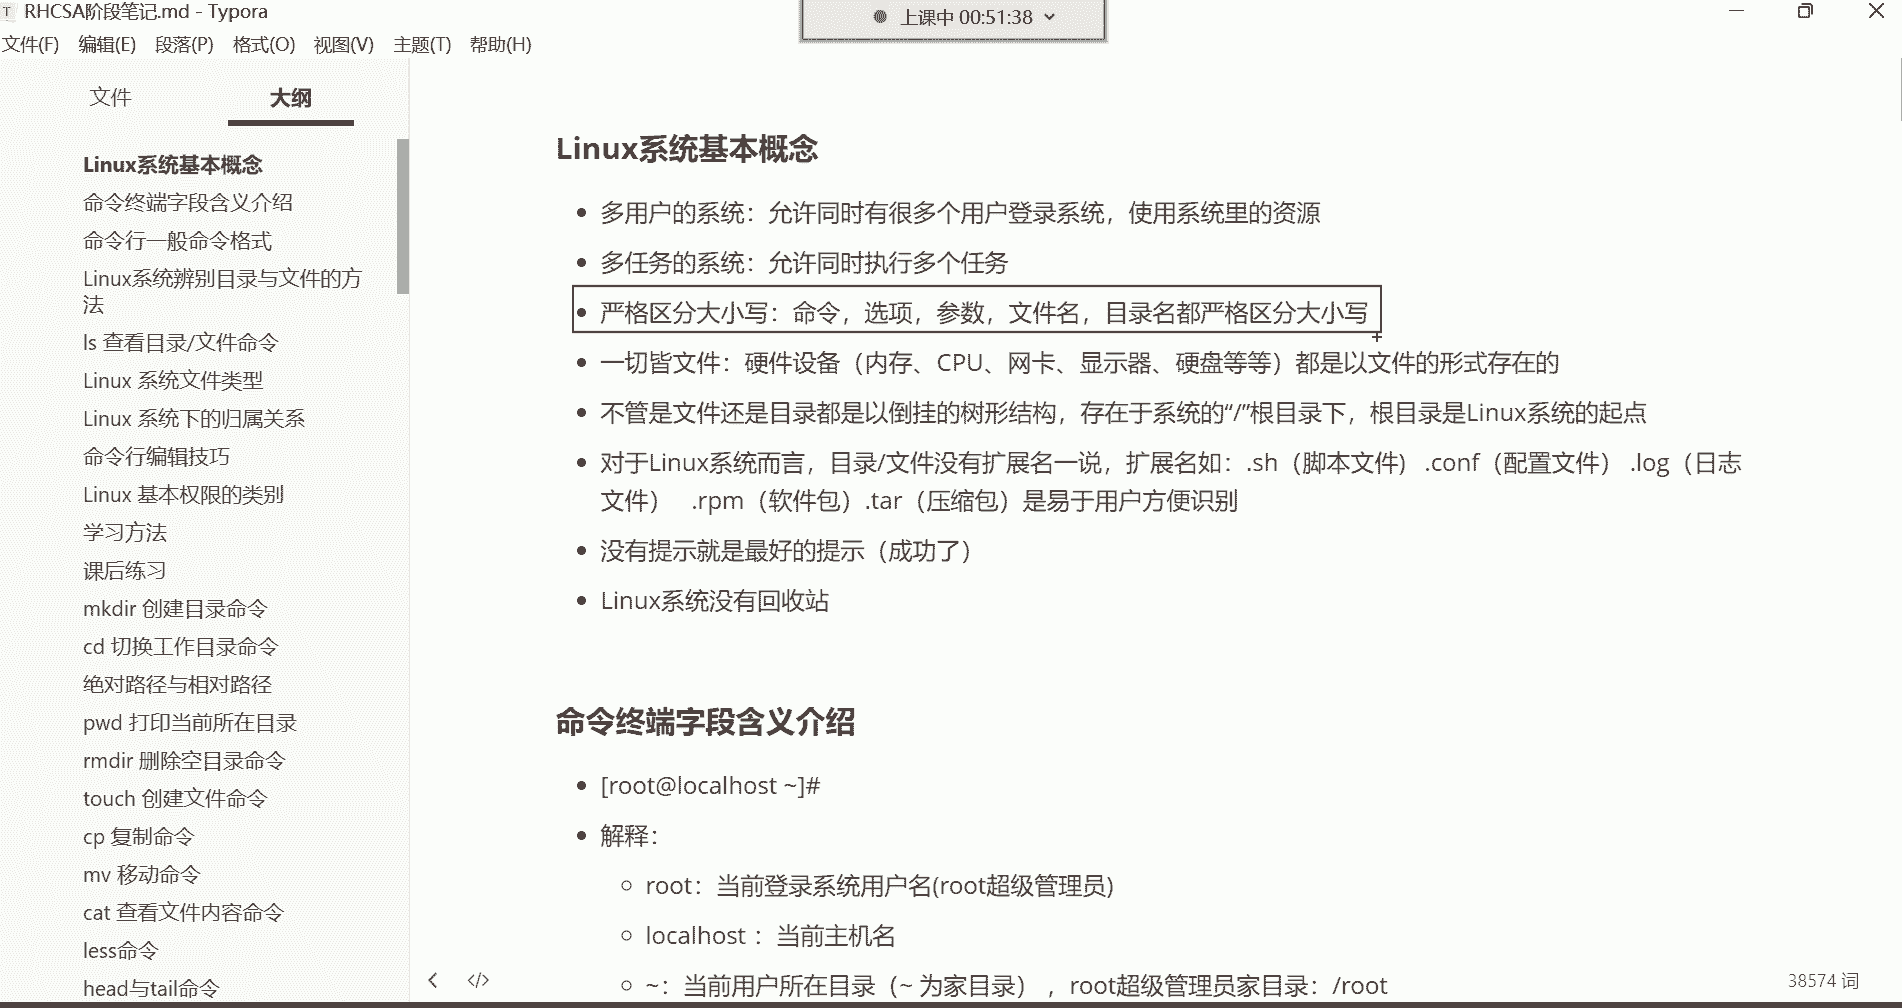 RHCSA阶段笔记.md - Typora
上课中 00:51:38
文件(F) 编辑(E) 段落(P) 格式(O) 视图(V) 主题(T) 帮助(H)
文件 大纲
Linux系统基本概念
命令终端字段含义介绍
命令行一般命令格式
Linux系统辨别目录与文件的方
法
ls 查看目录/文件命令
Linux 系统文件类型
Linux 系统下的归属关系
命令行编辑技巧
Linux 基本权限的类别
学习方法
课后练习
mkdir 创建目录命令
cd 切换工作目录命令
绝对路径与相对路径
pwd 打印当前所在目录
rmdir 删除空目录命令
touch 创建文件命令
cp 复制命令
mv 移动命令
cat 查看文件内容命令
less命令
head与tail命令
Linux系统基本概念
多用户的系统：允许同时有很多个用户登录系统，使用系统里的资源
多任务的系统：允许同时执行多个任务
严格区分大小写：命令，选项，参数，文件名，目录名都严格区分大小写
一切皆文件：硬件设备（内存、CPU、网卡、显示器、硬盘等等）都是以文件的形式存在的
不管是文件还是目录都是以倒挂的树形结构，存在于系统的“/”根目录下，根目录是Linux系统的起点
对于Linux系统而言，目录/文件没有扩展名一说，扩展名如：.sh（脚本文件）.conf（配置文件） .log（日志
文件） .rpm（软件包）.tar（压缩包）是易于用户方便识别
没有提示就是最好的提示（成功了）
Linux系统没有回收站
命令终端字段含义介绍
[root@localhost ~]#
解释：
root：当前登录系统用户名(root超级管理员)
localhost ：当前主机名
~：当前用户所在目录（~ 为家目录），root超级管理员家目录：/root
38574 词